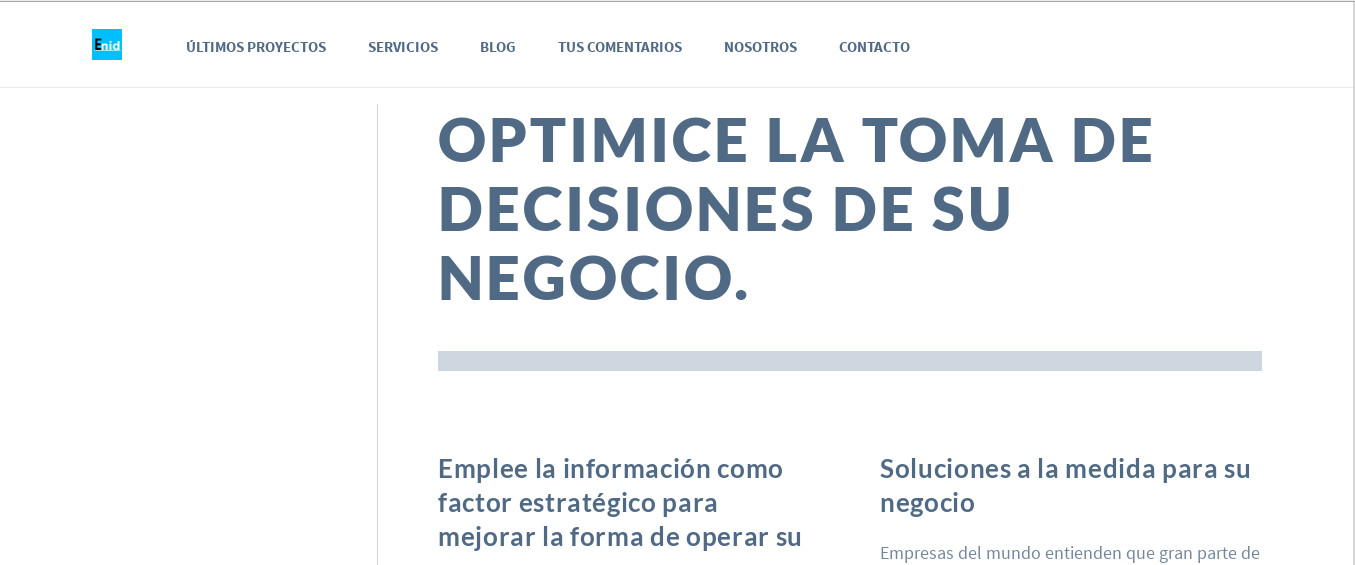 Enid
ÚLTIMOS PROYECTOS SERVICIOS BLOG TUS COMENTARIOS NOSOTROS CONTACTO
OPTIMICE LA TOMA DE
DECISIONES DE SU
NEGOCIO.
Emplee la información como
factor estratégico para
mejorar la forma de operar su
Soluciones a la medida para su
negocio
Empresas del mundo entienden que gran parte de